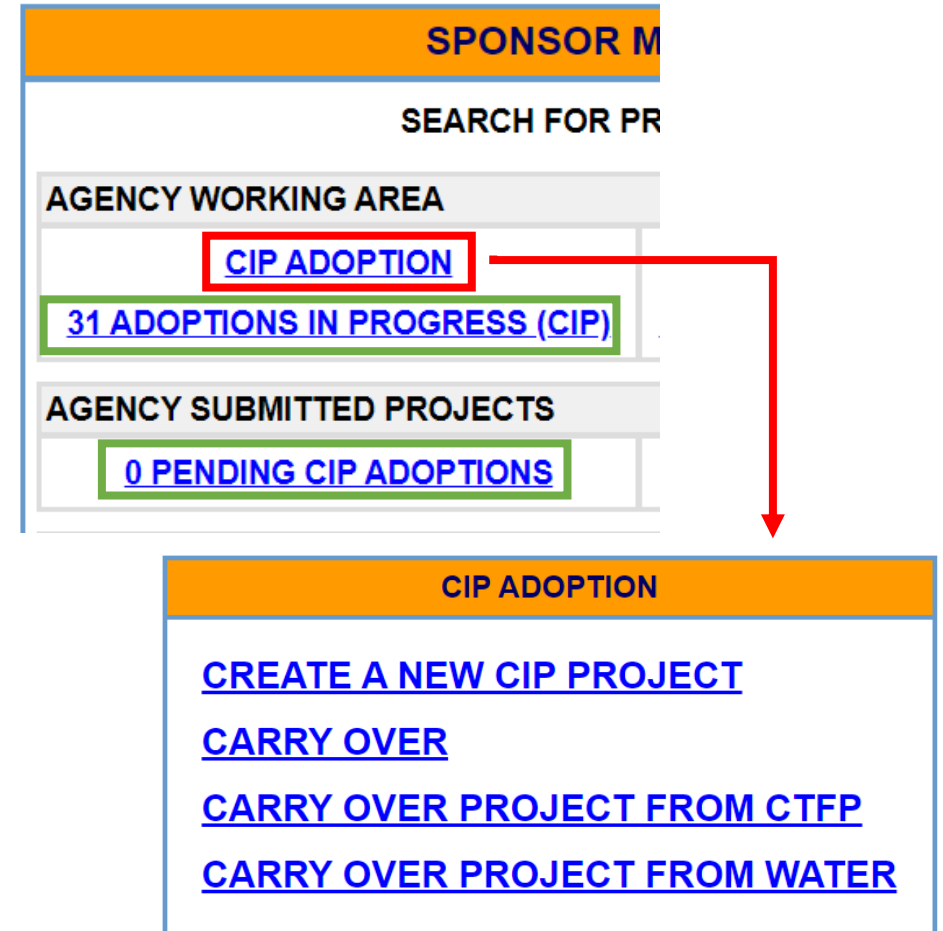 SPONSOR M
SEARCH FOR PR
AGENCY WORKING AREA
CIP ADOPTION
31 ADOPTIONS IN PROGRESS (CIP)
AGENCY SUBMITTED PROJECTS
0 PENDING CIP ADOPTIONS
CIP ADOPTION
CREATE A NEW CIP PROJECT
CARRY OVER
CARRY OVER PROJECT FROM CTFP
CARRY OVER PROJECT FROM WATER